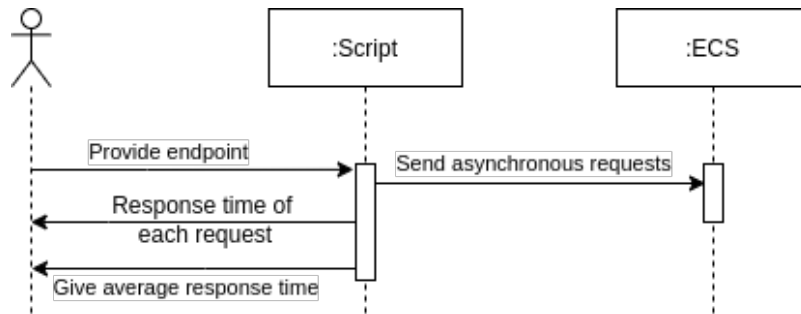 :Script
:ECS
Provide endpoint
Send asynchronous requests
Response time of
each request
Give average response time